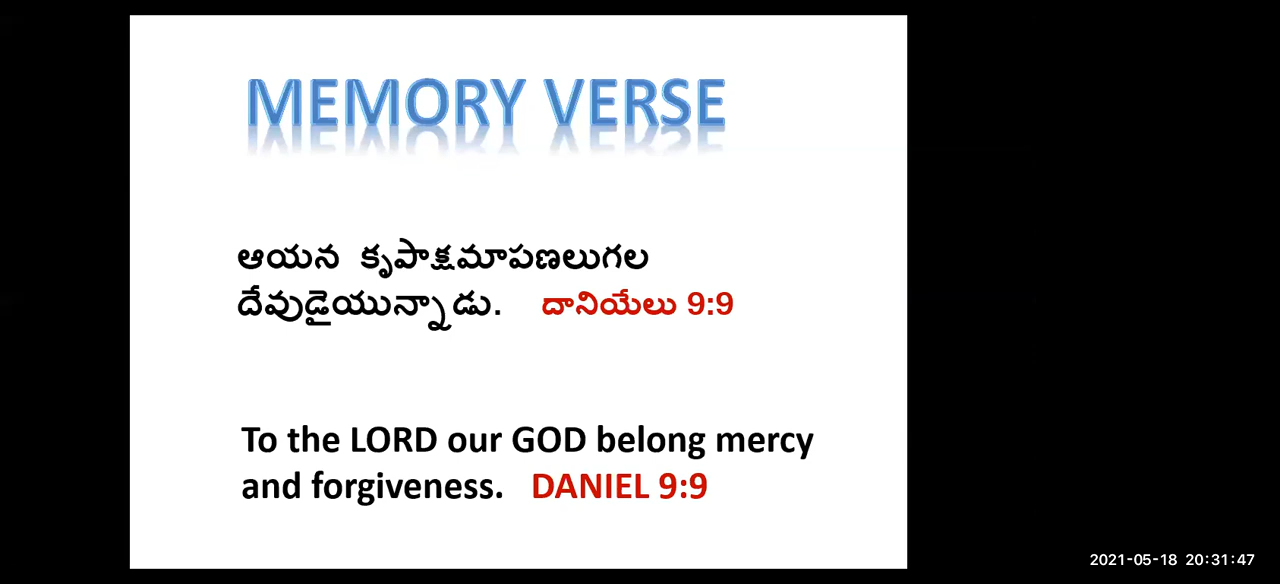 MEMORY VERSE
ఆయన కృపాక్షమాపణలుగల
దేవుడైయున్నాడు. దానియేలు 9:9
To the LORD our GOD belong mercy
and forgiveness. DANIEL 9:9
2021-05-18 20:31:47